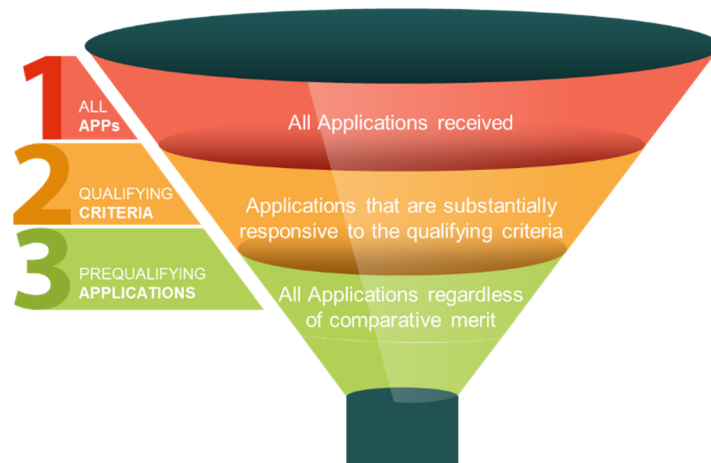 1
ALL
APPs
All Applications received
2
QUALIFYING
CRITERIA
Applications that are substantially
responsive to the qualifying criteria
3
PREQUALIFYING
APPLICATIONS
All Applications regardless
of comparative merit